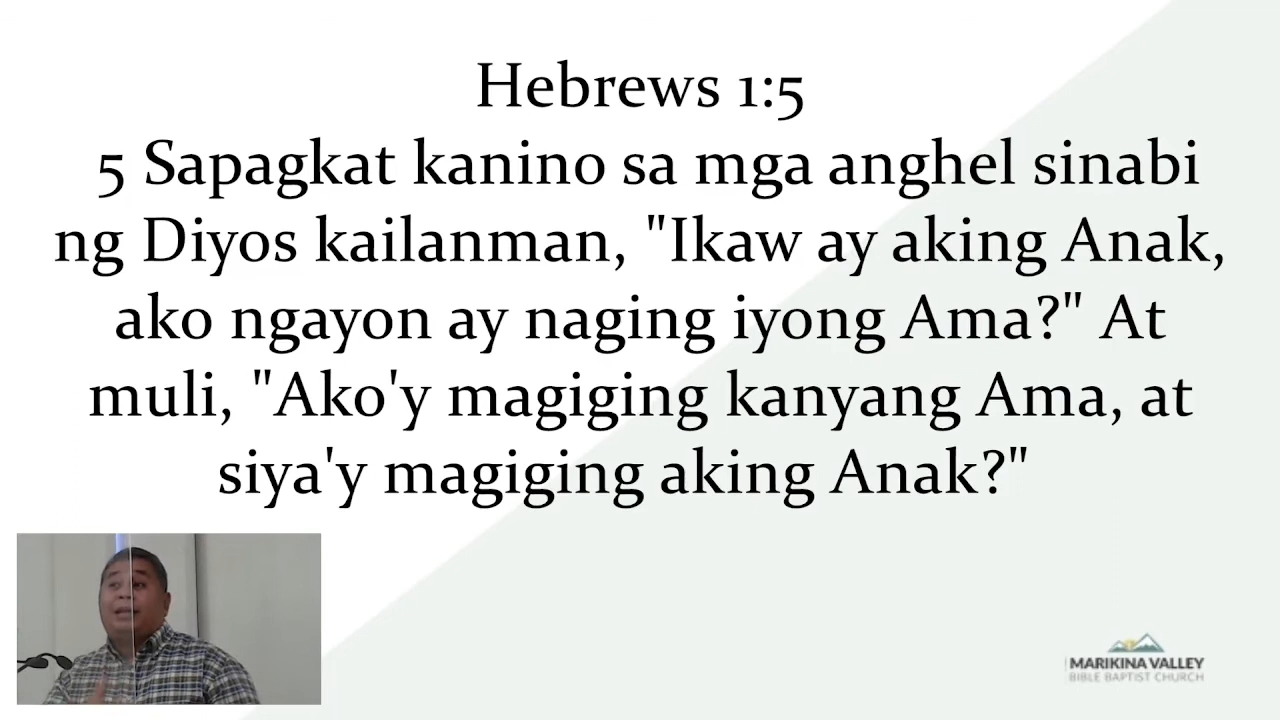 Hebrews 1:5
5 Sapagkat kanino sa mga anghel sinabi
ng Diyos kailanman, "Ikaw ay aking Anak,
ako ngayon ay naging iyong Ama?" At
muli, "Ako'y magiging kanyang Ama, at
siya'y magiging aking Anak?"
MARIKINA VALLEY
BIBLE BAPTIST CHURCH